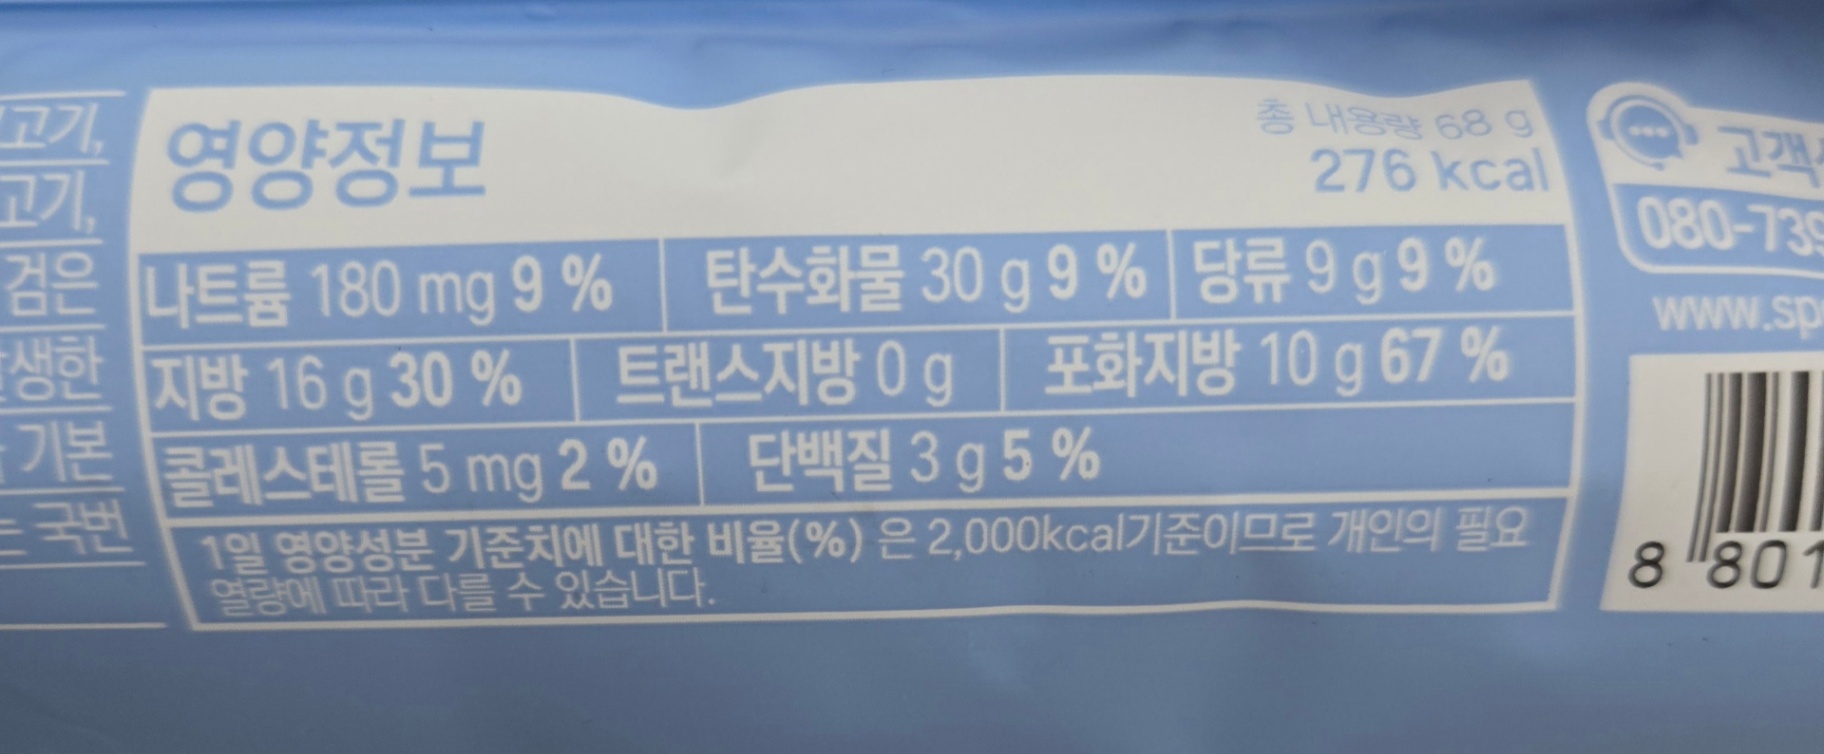 고기,
고기,
검은
생한
기본
는 국번
영양정보
총 내용량 68 g
276 kcal
나트륨 180 mg 9 % 탄수화물 30 g 9 % 당류 9 g 9 %
지방 16 g 30 % 트랜스지방 0 g 포화지방 10 g 67 %
콜레스테롤 5 mg 2 % 단백질 3 g 5 %
1일 영양성분 기준치에 대한 비율(%) 은 2,000kcal기준이므로 개인의 필요
열량에 따라 다를 수 있습니다.
고객
080-739
www.sp
8 801